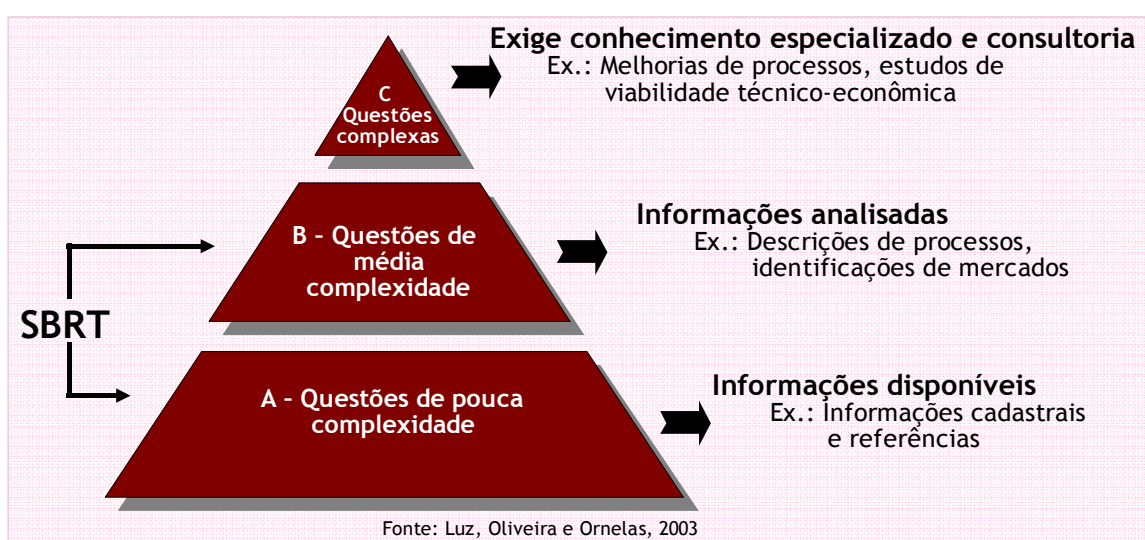 Exige conhecimento especializado e consultoria
Ex.: Melhorias de processos, estudos de
viabilidade técnico-econômica
C
Questões
complexas
Informações analisadas
Ex.: Descrições de processos,
identificações de mercados
B – Questões de
média
complexidade
SBRT
Informações disponíveis
Ex.: Informações cadastrais
e referências
A – Questões de pouca
complexidade
Fonte: Luz, Oliveira e Ornelas, 2003